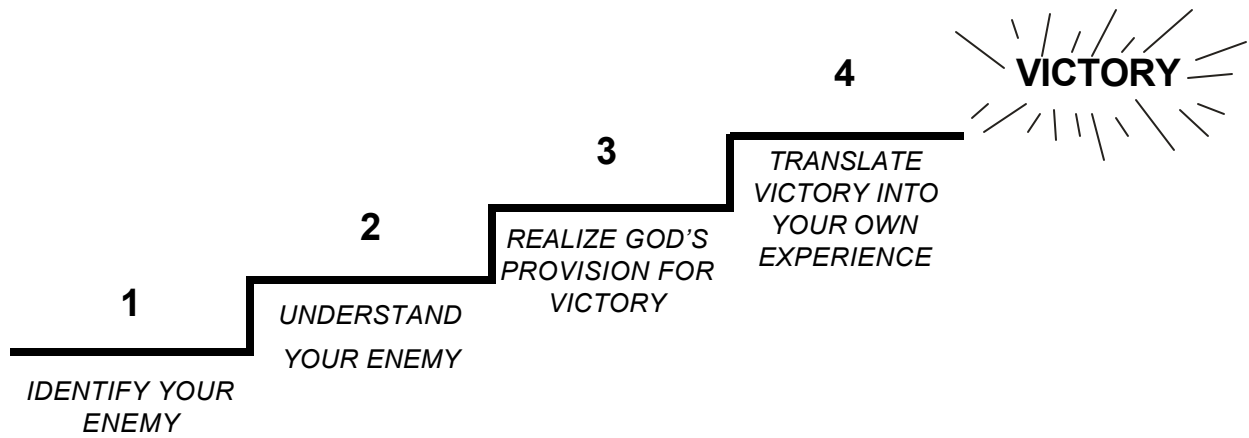 1
IDENTIFY YOUR
ENEMY
2
UNDERSTAND
YOUR ENEMY
3
REALIZE GOD'S
PROVISION FOR
VICTORY
4
TRANSLATE
VICTORY INTO
YOUR OWN
EXPERIENCE
VICTORY